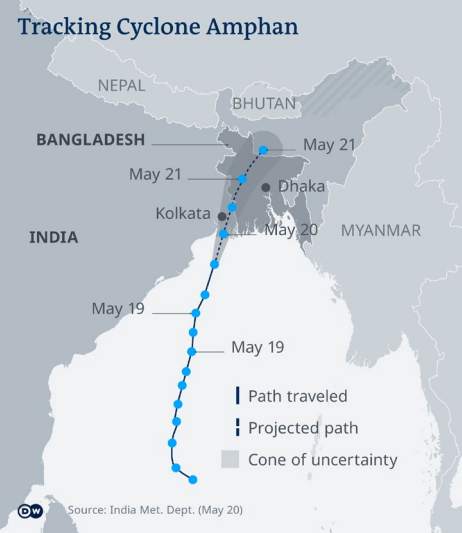 Tracking Cyclone Amphan
NEPAL
BHUTAN
BANGLADESH
May 21
May 21
Dhaka
Kolkata
May 20
INDIA
MYANMAR
May 19
May 19
Path traveled
Projected path
Cone of uncertainty
DW
Source: India Met. Dept. (May 20)